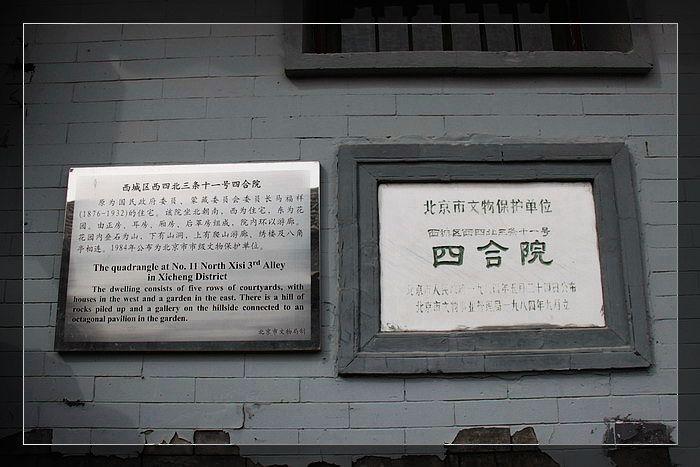 西城区西四北三条十一号四合院
原为国民政府委员、蒙藏委员会委员长马福祥
(1876-1932)的住宅。该院坐北朝南，西为住宅，东为花
园。由正房、耳房、厢房、后罩房组成，院内环以游廊。
花园内叠石为山，下有山洞，上有爬山游廊，绣楼及八角
亭相连。1984年公布为北京市市级文物保护单位。
The quadrangle at No. 11 North Xisi 3rd Alley
in Xicheng District
The dwelling consists of five rows of courtyards, with
houses in the west and a garden in the east. There is a hill of
rocks piled up and a gallery on the hillside connected to an
octagonal pavilion in the garden.
北京市文物局制
北京市文物保护单位
西城区西四北三条十一号
四合院
北京市人民政府一九八四年五月二十四日公布
北京市文物事业管理局一九八四年九月立